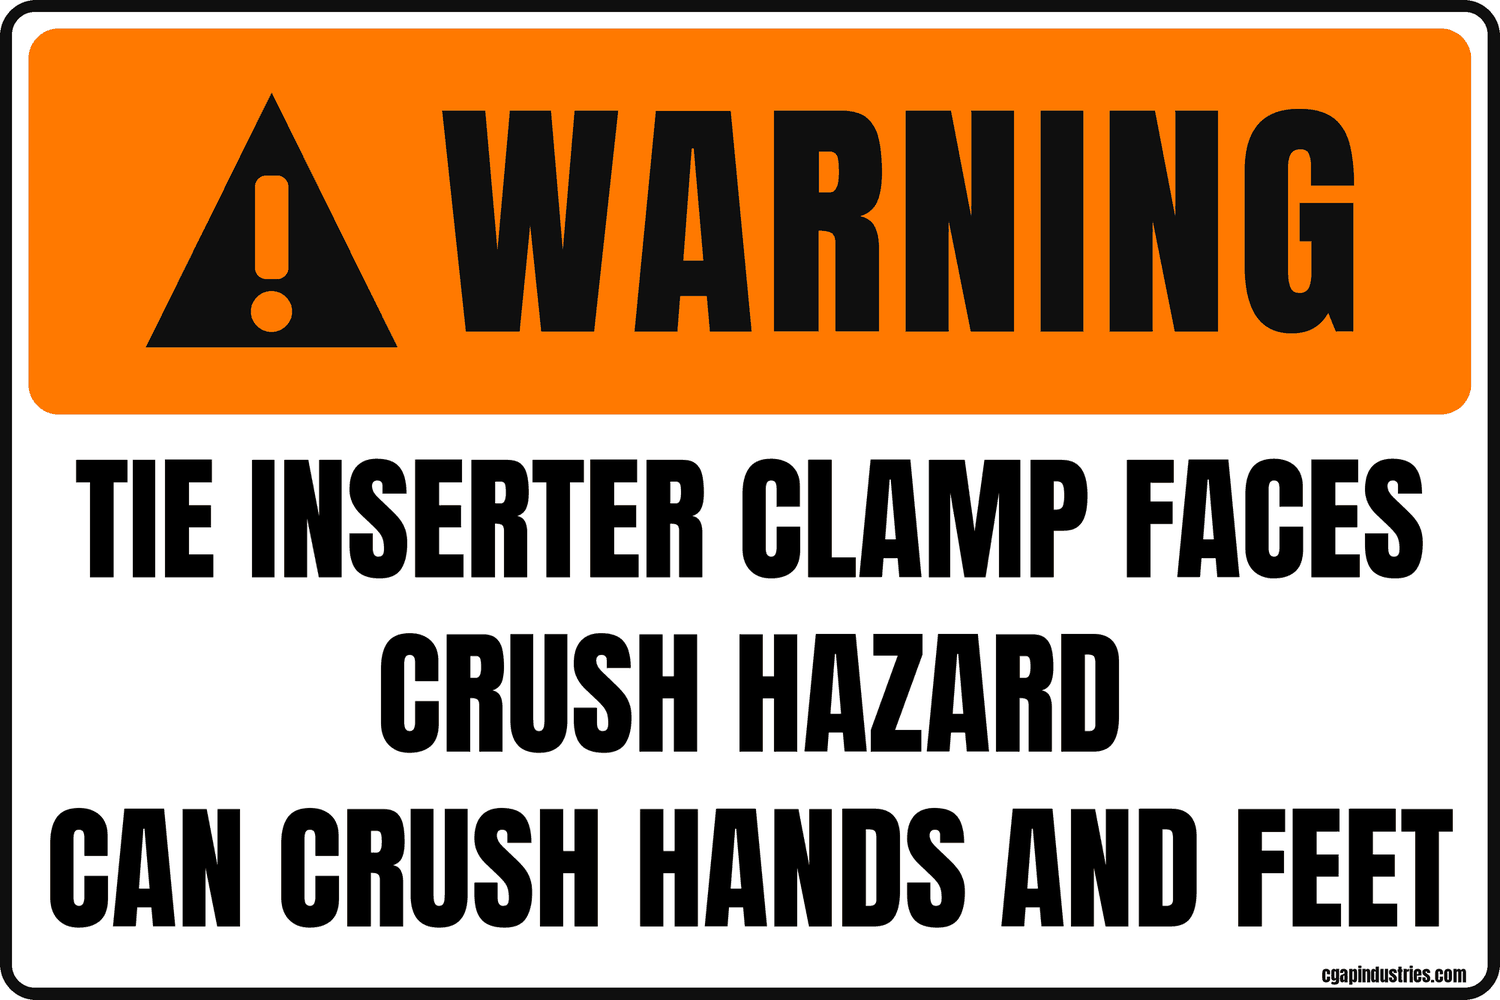 WARNING
TIE INSERTER CLAMP FACES
CRUSH HAZARD
CAN CRUSH HANDS AND FEET
cgapindustries.com